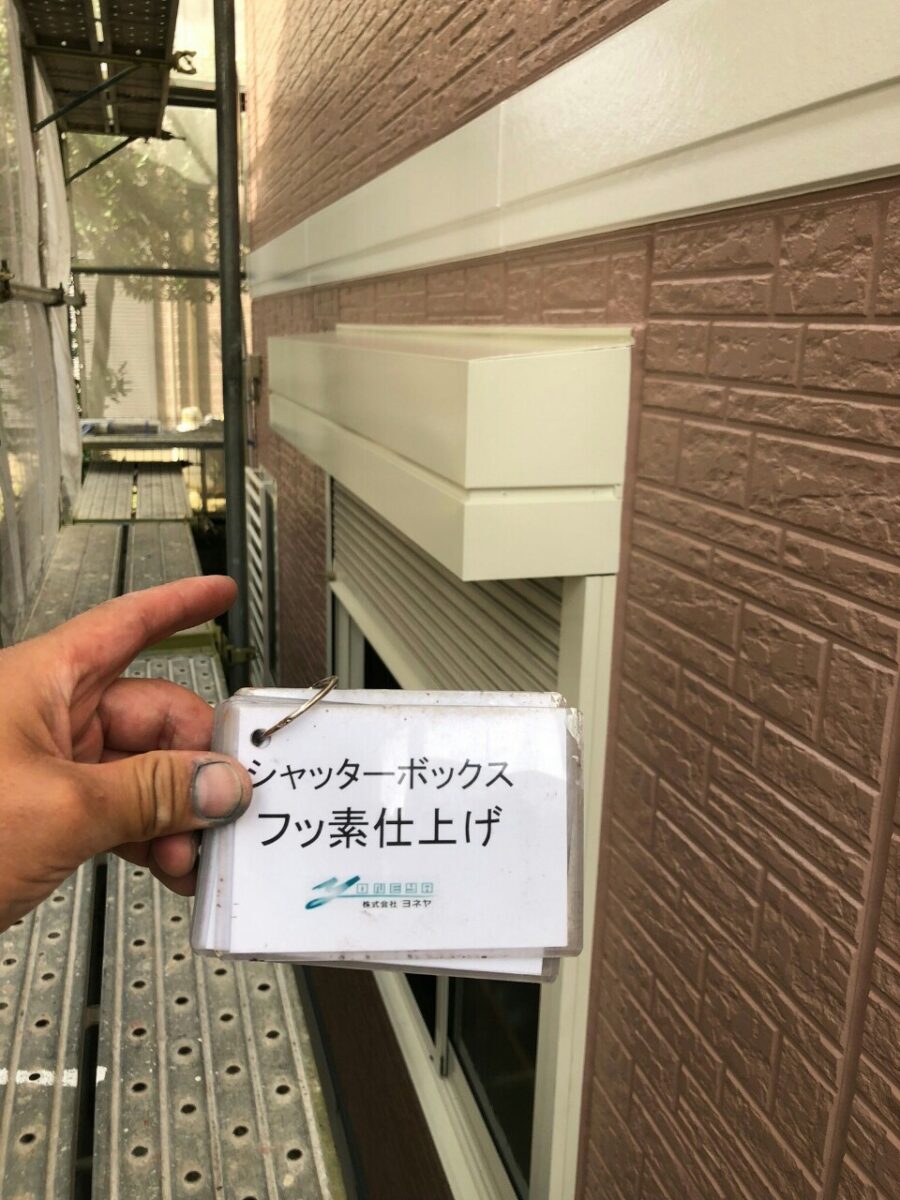 シャッターボックス
フッ素仕上げ
yoneya
株式会社 ヨネヤ